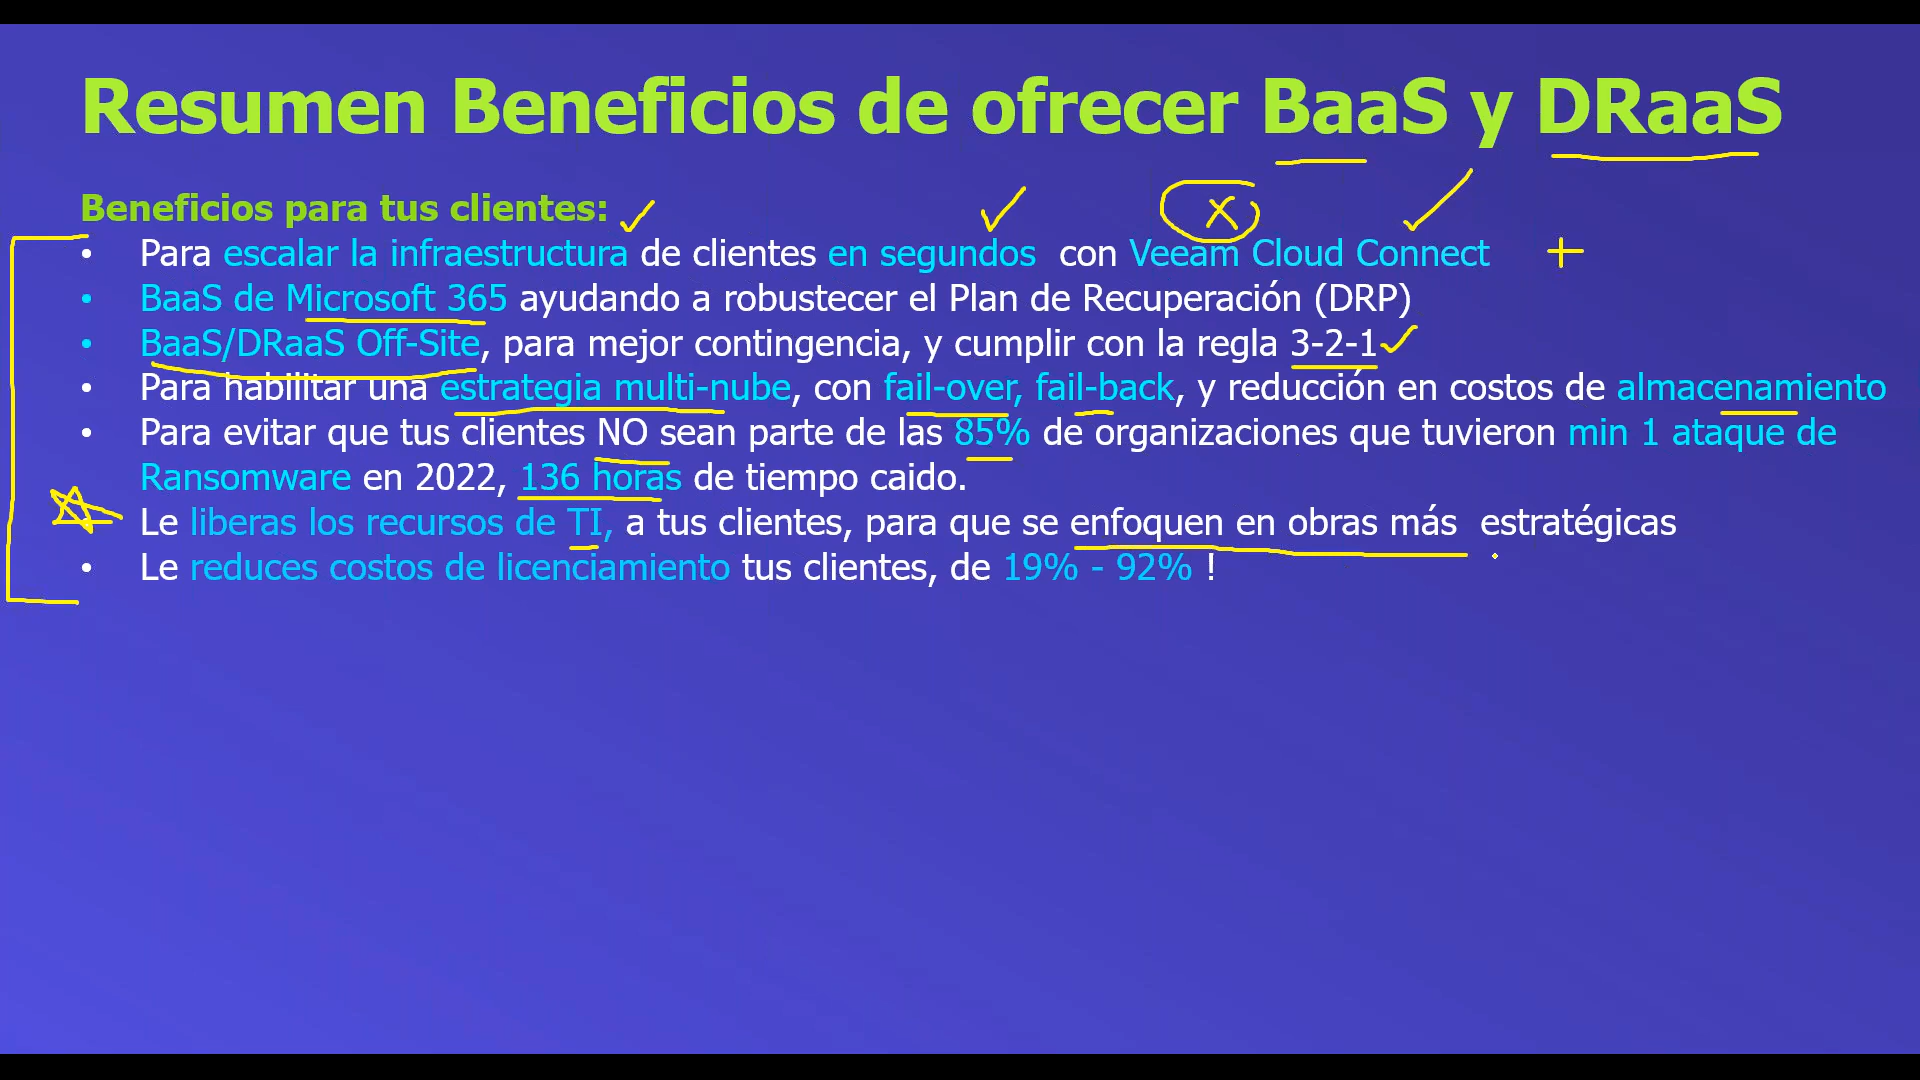 Resumen Beneficios de ofrecer BaaS y DRaaS
Beneficios para tus clientes:
• Para escalar la infraestructura de clientes en segundos con Veeam Cloud Connect
• BaaS de Microsoft 365 ayudando a robustecer el Plan de Recuperación (DRP)
• BaaS/DRaaS Off-Site, para mejor contingencia, y cumplir con la regla 3-2-1
• Para habilitar una estrategia multi-nube, con fail-over, fail-back, y reducción en costos de almacenamiento
• Para evitar que tus clientes NO sean parte de las 85% de organizaciones que tuvieron min 1 ataque de
Ransomware en 2022, 136 horas de tiempo caido.
• Le liberas los recursos de TI, a tus clientes, para que se enfoquen en obras más estratégicas
• Le reduces costos de licenciamiento tus clientes, de 19% - 92% !